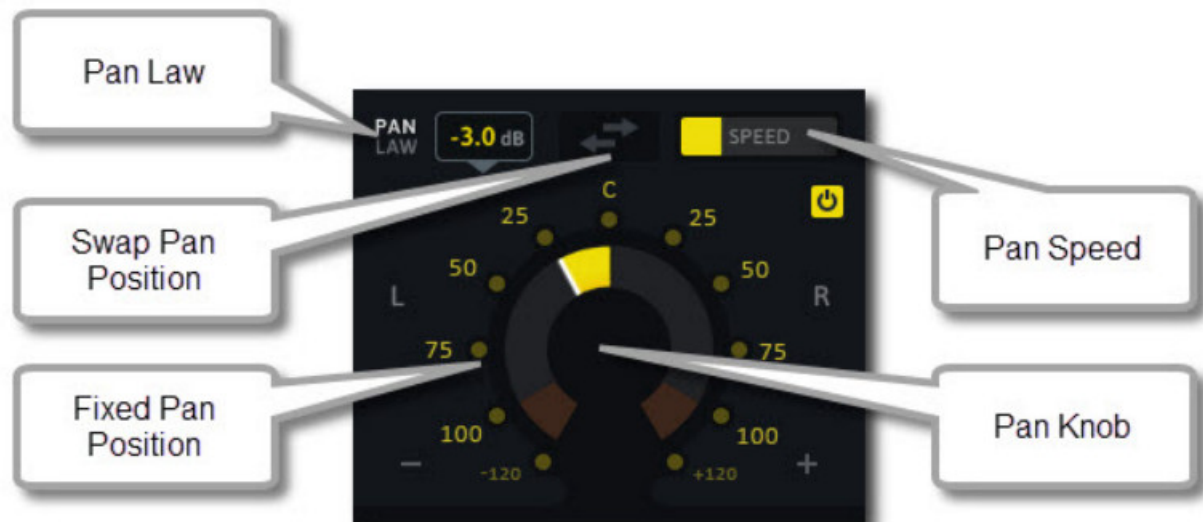 Pan Law
PAN
LAW
-3.0 dB
SPEED
Swap Pan
Position
Pan Speed
C
25
25
50
50
L
R
75
75
Fixed Pan
Position
Pan Knob
100
100
-
+
-120
+120